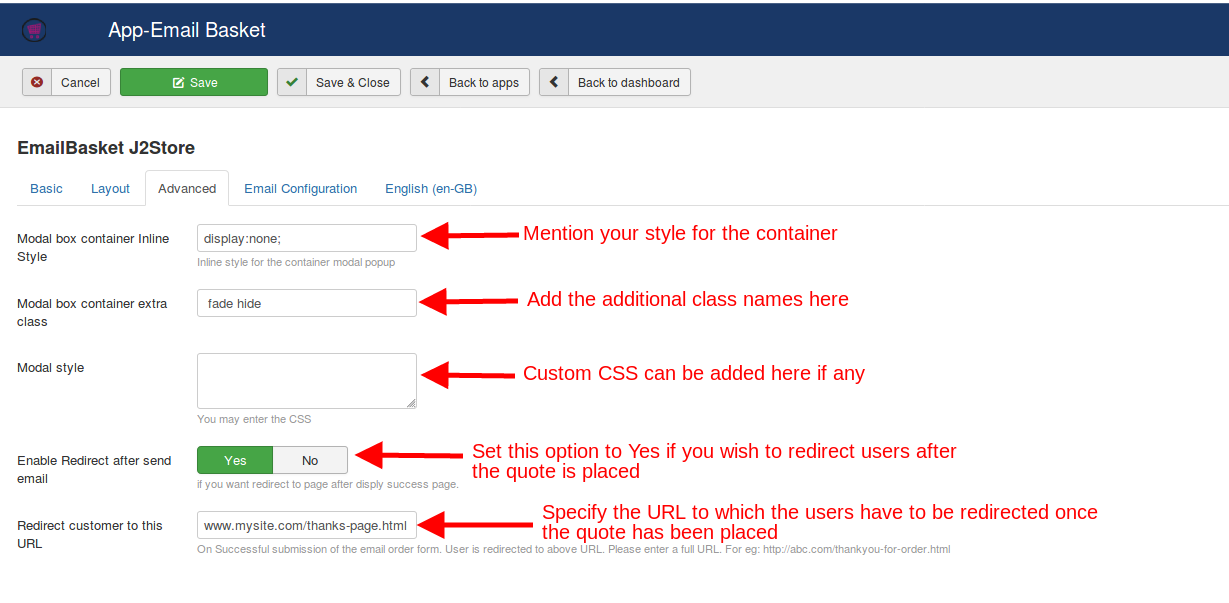 App-Email Basket
Cancel
Save
Save & Close
Back to apps
Back to dashboard
EmailBasket J2Store
Basic
Layout
Advanced
Email Configuration
English (en-GB)
Modal box container Inline
Style
display:none;
Mention your style for the container
Inline style for the container modal popup
Modal box container extra
class
fade hide
Add the additional class names here
Modal style
Custom CSS can be added here if any
You may enter the CSS
Enable Redirect after send
email
Yes
No
Set this option to Yes if you wish to redirect users after
the quote is placed
if you want redirect to page after disply success page.
Redirect customer to this
URL
www.mysite.com/thanks-page.html
Specify the URL to which the users have to be redirected once
the quote has been placed
On Successful submission of the email order form. User is redirected to above URL. Please enter a full URL. For eg: http://abc.com/thankyou-for-order.html